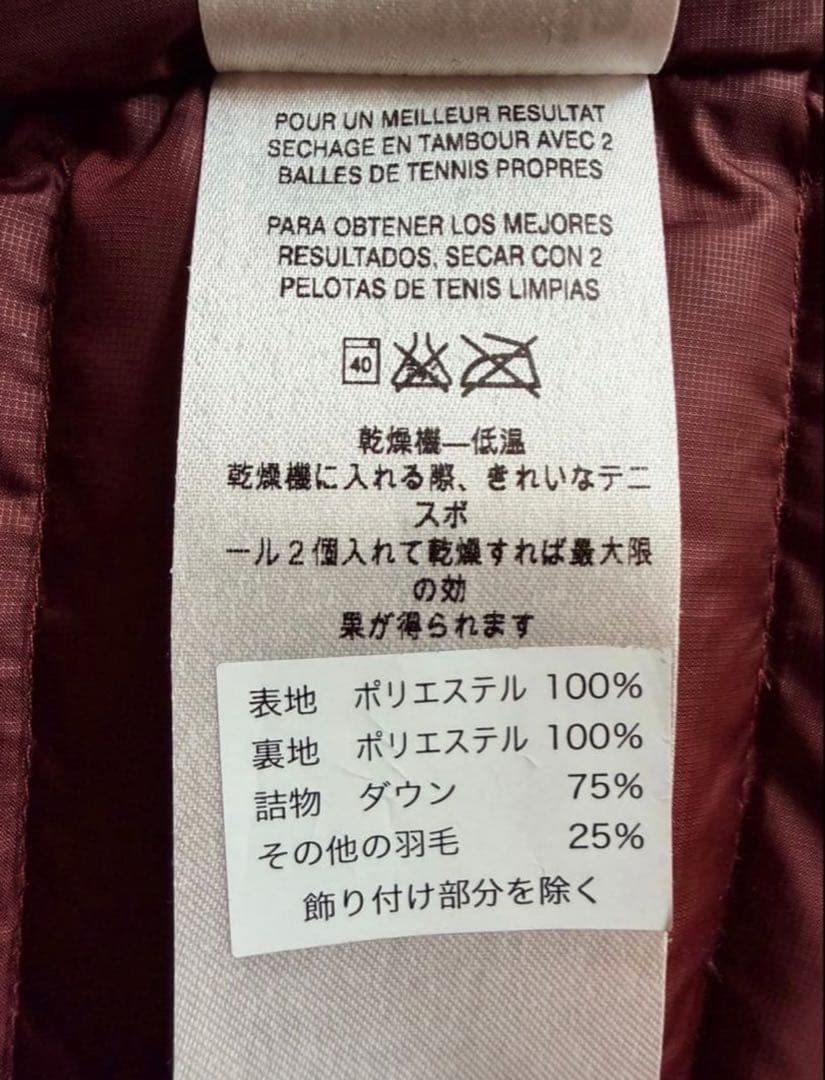 POUR UN MEILLEUR RESULTAT
SECHAGE EN TAMBOUR AVEC 2
BALLES DE TENNIS PROPRES
PARA OBTENER LOS MEJORES
RESULTADOS, SECAR CON 2
PELOTAS DE TENIS LIMPIAS
40
乾燥機—低温
乾燥機に入れる際、きれいなテニ
スボ
ール2個入れて乾燥すれば最大限
の効
果が得られます
表地 ポリエステル 100%
裏地 ポリエステル 100%
詰物 ダウン 75%
その他の羽毛 25%
飾り付け部分を除く